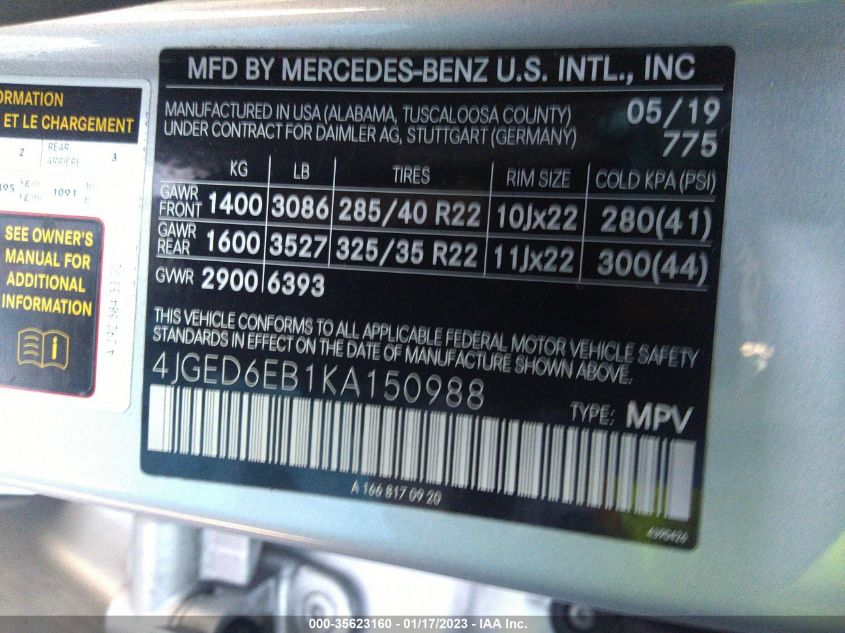 MFD BY MERCEDES-BENZ U.S. INTL., INC
MANUFACTURED IN USA (ALABAMA, TUSCALOOSA COUNTY) 05/19
UNDER CONTRACT FOR DAIMLER AG, STUTTGART (GERMANY) 775
KG LB TIRES RIM SIZE COLD KPA (PSI)
GAWR FRONT 1400 3086 285/40 R22 10Jx22 280(41)
GAWR REAR 1600 3527 325/35 R22 11Jx22 300(44)
GVWR 2900 6393
THIS VEHICLE CONFORMS TO ALL APPLICABLE FEDERAL MOTOR VEHICLE SAFETY
STANDARDS IN EFFECT ON THE DATE OF MANUFACTURE SHOWN ABOVE.
4JGED6EB1KA150988
TYPE: MPV
A 166 817 09 20
ET LE CHARGEMENT
2 REAR 3
ARRIÈRE
1091
SEE OWNER'S
MANUAL FOR
ADDITIONAL
INFORMATION
000-35623160 - 01/17/2023 - IAA Inc.